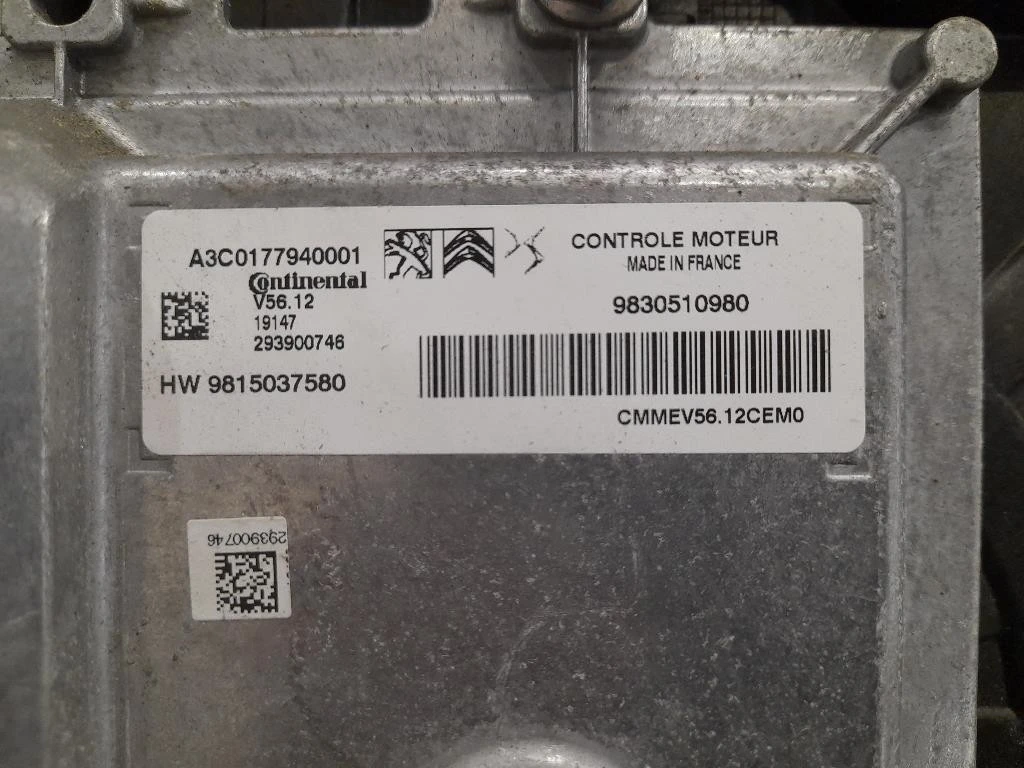 A3C0177940001
Continental
V56.12
19147
293900746
HW 9815037580
CONTROLE MOTEUR
MADE IN FRANCE
9830510980
CMMEV56.12CEM0
293900746